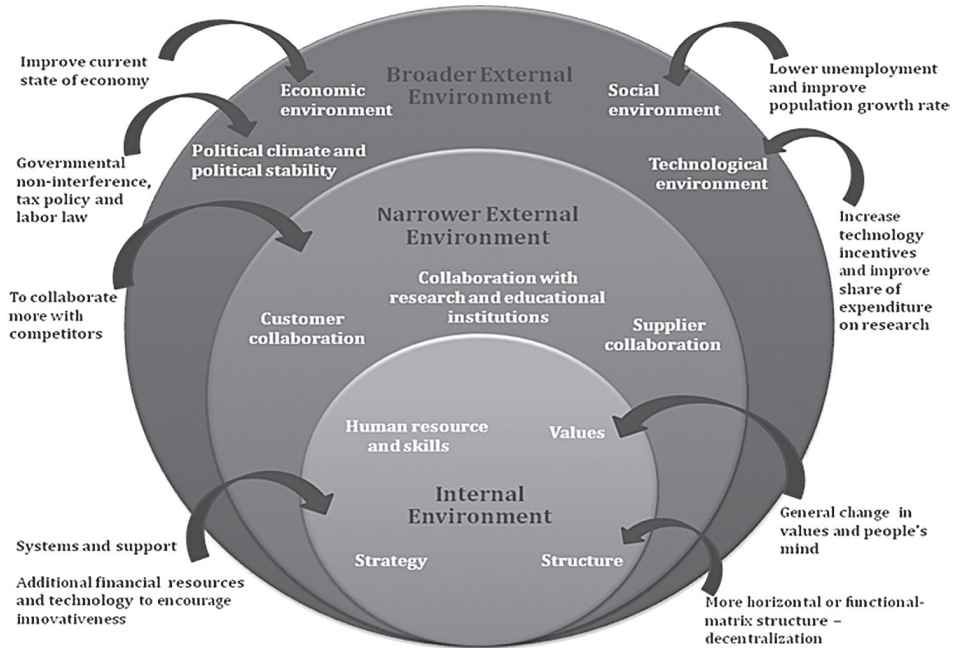 Improve current
state of economy
Broader External
Environment
Economic
environment
Social
environment
Lower unemployment
and improve
population growth rate
Governmental
non-interference,
tax policy and
labor law
Political climate and
political stability
Technological
environment
Increase
technology
incentives
and improve
share of
expenditure
on research
Narrower External
Environment
To collaborate
more with
competitors
Collaboration with
research and educational
institutions
Customer
collaboration
Supplier
collaboration
Human resource
and skills
Values
General change in
values and people's
mind
Internal
Environment
Systems and support
Additional financial resources
and technology to encourage
innovativeness
Strategy
Structure
More horizontal or functional-
matrix structure –
decentralization